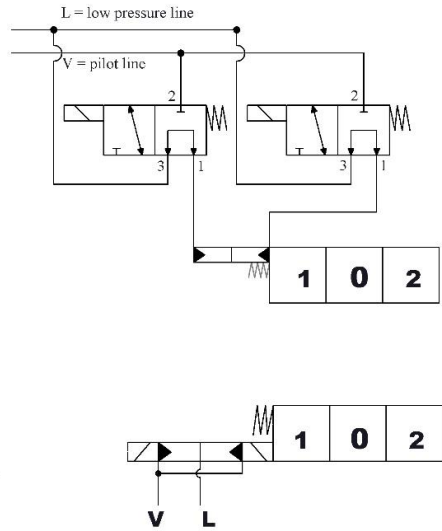 L = low pressure line
V = pilot line
2 2
3 1 3 1
1 0 2
1 0 2
V L